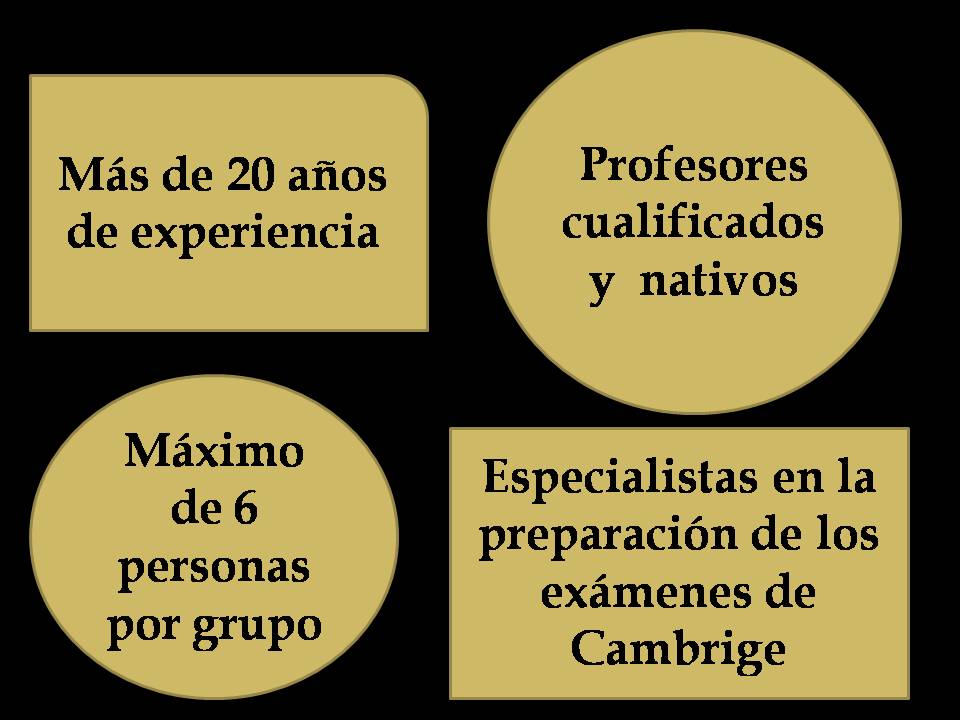 Más de 20 años
de experiencia
Profesores
cualificados
y nativos
Máximo
de 6
personas
por grupo
Especialistas en la
preparación de los
exámenes de
Cambrige